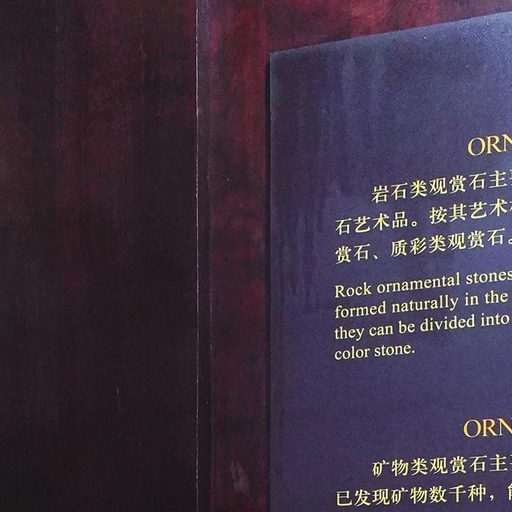 ORN
岩石类观赏石主
石艺术品。按其艺术
赏石、质彩类观赏石。
Rock ornamental stones
formed naturally in the
they can be divided into
color stone.
ORN
矿物类观赏石主
已发现矿物数千种，